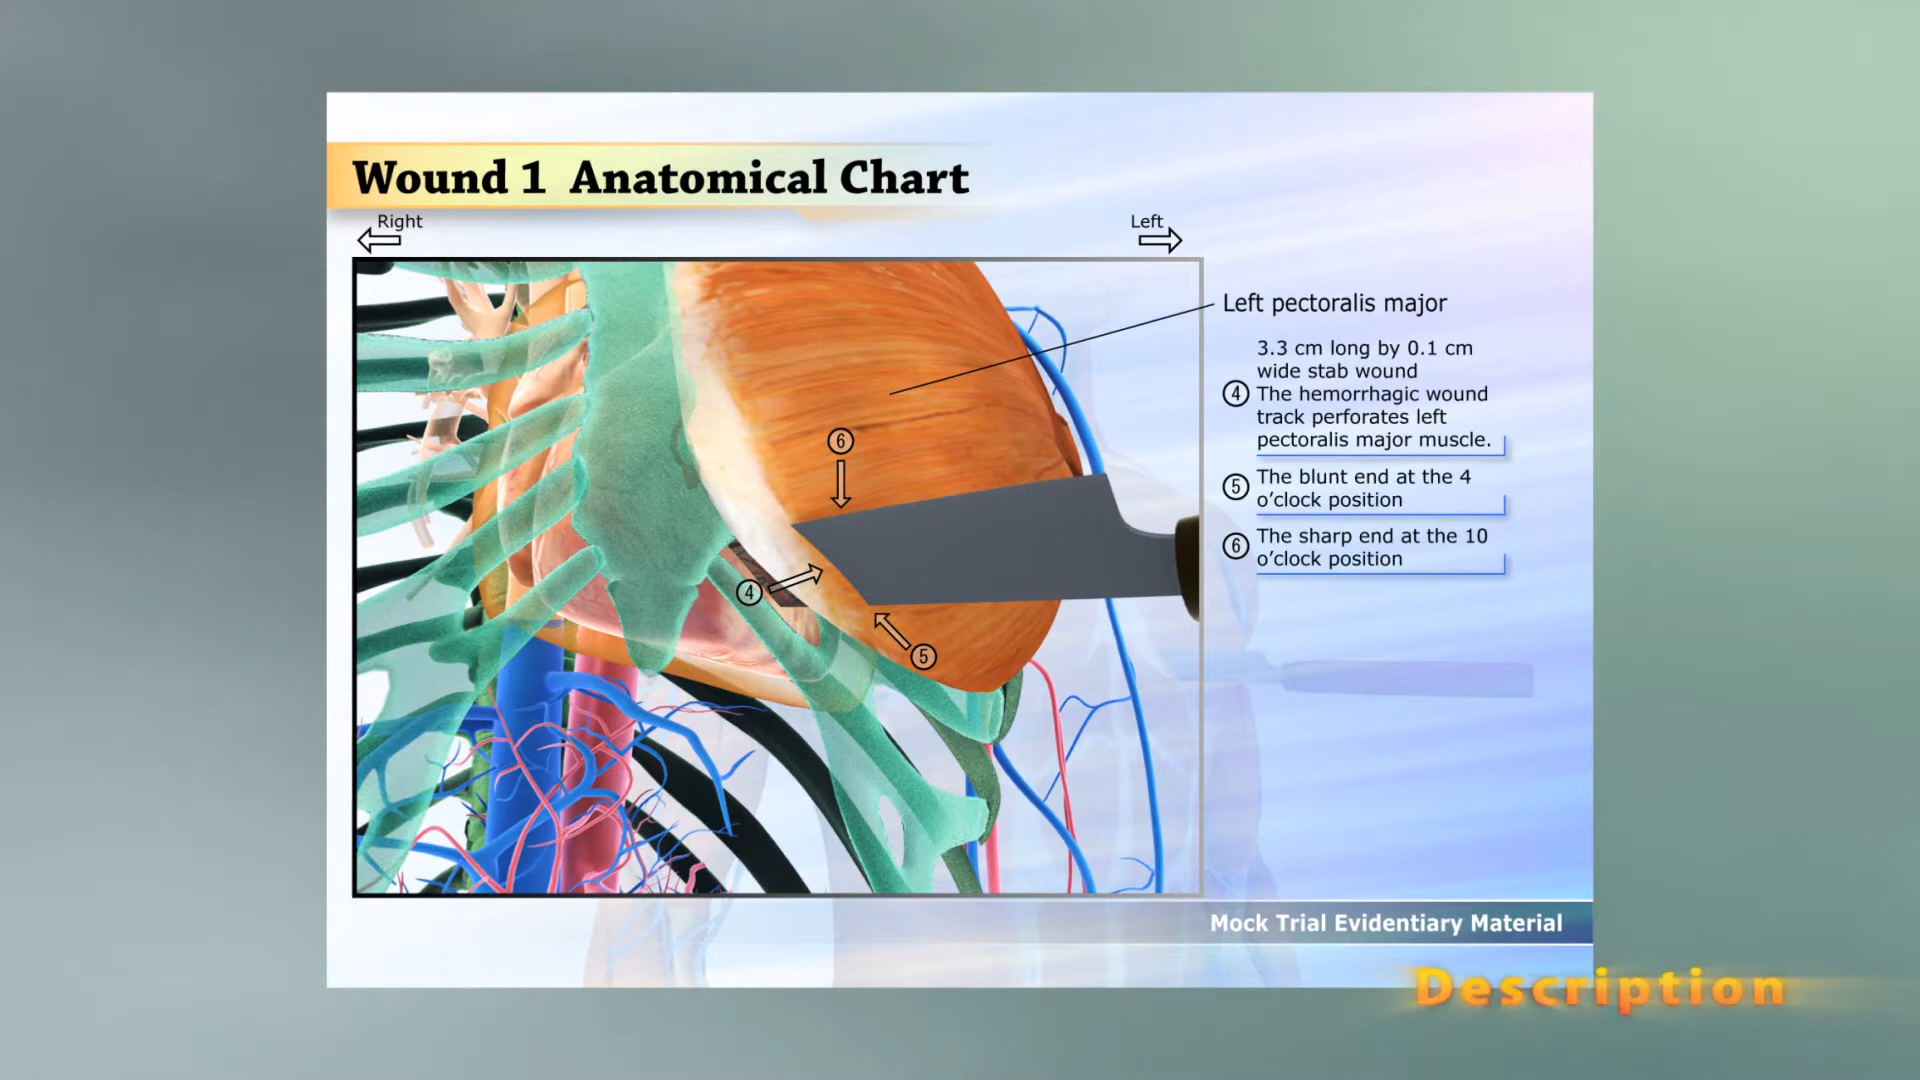 Wound 1 Anatomical Chart
Right
Left
Left pectoralis major
3.3 cm long by 0.1 cm
wide stab wound
④ The hemorrhagic wound
track perforates left
pectoralis major muscle.
⑤ The blunt end at the 4
o’clock position
⑥ The sharp end at the 10
o’clock position
⑥
④
⑤
Mock Trial Evidentiary Material
Description